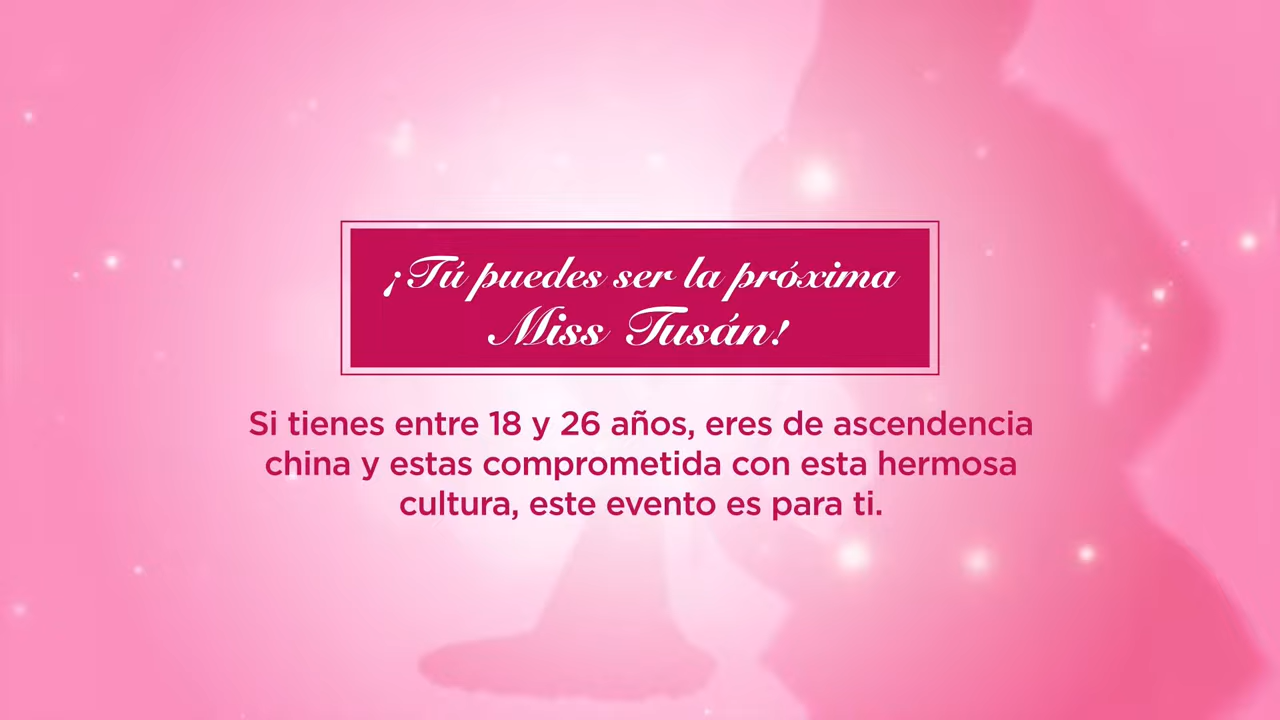 ¡Tú puedes ser la próxima
Miss Tusán!
Si tienes entre 18 y 26 años, eres de ascendencia
china y estas comprometida con esta hermosa
cultura, este evento es para ti.